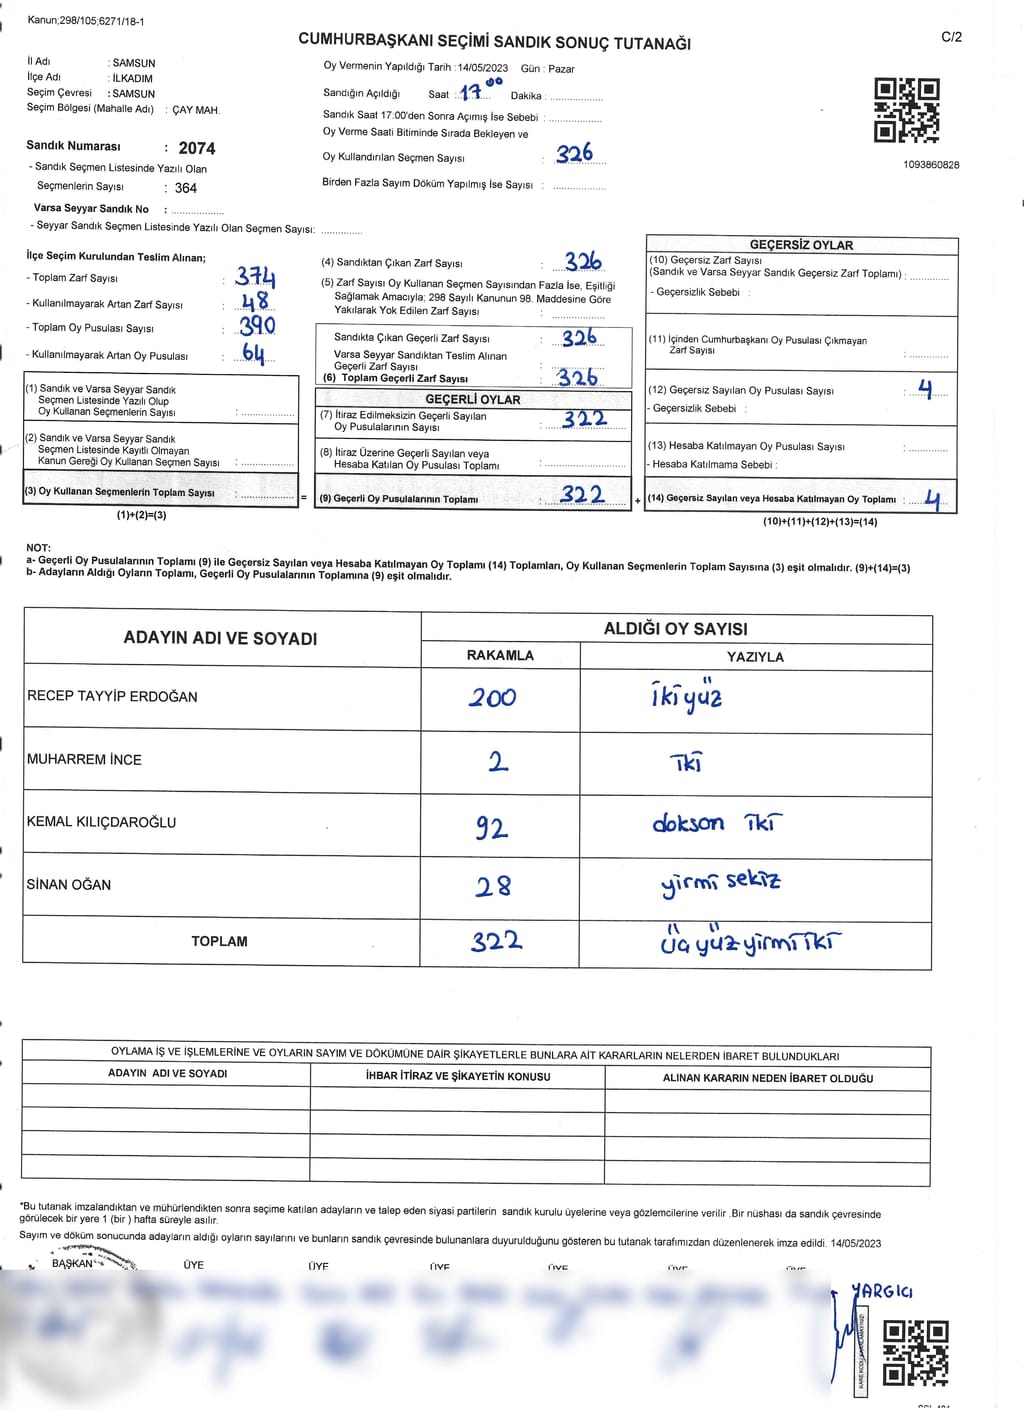 Kanun;298/105;6271/18-1
C/2
CUMHURBAŞKANI SEÇİMİ SANDIK SONUÇ TUTANAĞI
İl Adı : SAMSUN
İlçe Adı : İLKADIM
Seçim Çevresi : SAMSUN
Seçim Bölgesi (Mahalle Adı) : ÇAY MAH.
Sandık Numarası : 2074
- Sandık Seçmen Listesinde Yazılı Olan
Seçmenlerin Sayısı : 364
Varsa Seyyar Sandık No : ..................
- Seyyar Sandık Seçmen Listesinde Yazılı Olan Seçmen Sayısı: ..............
Oy Vermenin Yapıldığı Tarih :14/05/2023 Gün : Pazar
Sandığın Açıldığı Saat : 17 00 Dakika : ..................
Sandık Saat 17:00'den Sonra Açımış İse Sebebi : ..................
Oy Verme Saati Bitiminde Sırada Bekleyen ve
Oy Kullandırılan Seçmen Sayısı : 326
Birden Fazla Sayım Döküm Yapılmış İse Sayısı : ..................
1093860828
İlçe Seçim Kurulundan Teslim Alınan;
- Toplam Zarf Sayısı : 374
- Kullanılmayarak Artan Zarf Sayısı : 48
- Toplam Oy Pusulası Sayısı : 390
- Kullanılmayarak Artan Oy Pusulası : 64
(1) Sandık ve Varsa Seyyar Sandık
Seçmen Listesinde Yazılı Olup
Oy Kullanan Seçmenlerin Sayısı : ..................
(2) Sandık ve Varsa Seyyar Sandık
Seçmen Listesinde Kayıtlı Olmayan
Kanun Gereği Oy Kullanan Seçmen Sayısı : ..................
(3) Oy Kullanan Seçmenlerin Toplam Sayısı : .................. =
(1)+(2)=(3)
(4) Sandıktan Çıkan Zarf Sayısı : 326
(5) Zarf Sayısı Oy Kullanan Seçmen Sayısından Fazla İse, Eşitliği
Sağlamak Amacıyla; 298 Sayılı Kanunun 98. Maddesine Göre
Yakılarak Yok Edilen Zarf Sayısı : ..................
Sandıkta Çıkan Geçerli Zarf Sayısı : 326
Varsa Seyyar Sandıktan Teslim Alınan
Geçerli Zarf Sayısı : ..................
(6) Toplam Geçerli Zarf Sayısı : 326
GEÇERLİ OYLAR
(7) İtiraz Edilmeksizin Geçerli Sayılan
Oy Pusulalarının Sayısı : 322
(8) İtiraz Üzerine Geçerli Sayılan veya
Hesaba Katılan Oy Pusulası Toplamı : ..................
(9) Geçerli Oy Pusulalarının Toplamı : 322 +
GEÇERSİZ OYLAR
(10) Geçersiz Zarf Sayısı
(Sandık ve Varsa Seyyar Sandık Geçersiz Zarf Toplamı) : ..............
- Geçersizlik Sebebi :
(11) İçinden Cumhurbaşkanı Oy Pusulası Çıkmayan
Zarf Sayısı : ..............
(12) Geçersiz Sayılan Oy Pusulası Sayısı : 4
- Geçersizlik Sebebi :
(13) Hesaba Katılmayan Oy Pusulası Sayısı : ..............
- Hesaba Katılmama Sebebi :
(14) Geçersiz Sayılan veya Hesaba Katılmayan Oy Toplamı : 4
(10)+(11)+(12)+(13)=(14)
NOT:
a- Geçerli Oy Pusulalarının Toplamı (9) ile Geçersiz Sayılan veya Hesaba Katılmayan Oy Toplamı (14) Toplamları, Oy Kullanan Seçmenlerin Toplam Sayısına (3) eşit olmalıdır. (9)+(14)=(3)
b- Adayların Aldığı Oyların Toplamı, Geçerli Oy Pusulalarının Toplamına (9) eşit olmalıdır.
ADAYIN ADI VE SOYADI
ALDIĞI OY SAYISI
RAKAMLA YAZIYLA
RECEP TAYYİP ERDOĞAN 200 ikiyüz
MUHARREM İNCE 2 iki
KEMAL KILIÇDAROĞLU 92 dokson iki
SİNAN OĞAN 28 yirmi sekiz
TOPLAM 322 üç yüz yirmi iki
OYLAMA İŞ VE İŞLEMLERİNE VE OYLARIN SAYIM VE DÖKÜMÜNE DAİR ŞİKAYETLERLE BUNLARA AİT KARARLARIN NELERDEN İBARET BULUNDUKLARI
ADAYIN ADI VE SOYADI İHBAR İTİRAZ VE ŞİKAYETİN KONUSU ALINAN KARARIN NEDEN İBARET OLDUĞU
*Bu tutanak imzalandıktan ve mühürlendikten sonra seçime katılan adayların ve talep eden siyasi partilerin sandık kurulu üyelerine veya gözlemcilerine verilir .Bir nüshası da sandık çevresinde
görülecek bir yere 1 (bir ) hafta süreyle asılır.
Sayım ve döküm sonucunda adayların aldığı oyların sayılarını ve bunların sandık çevresinde bulunanlara duyurulduğunu gösteren bu tutanak tarafımızdan düzenlenerek imza edildi. 14/05/2023
BAŞKAN ÜYE ÜYE ÜYE ÜYE ÜYE ÜYE
YARGICI